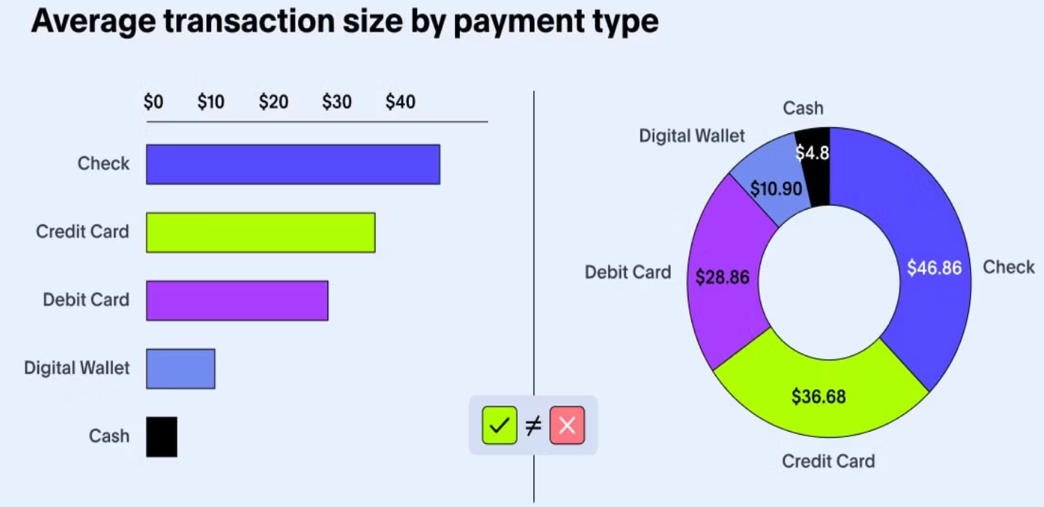 Average transaction size by payment type
$0 $10 $20 $30 $40
Check
Credit Card
Debit Card
Digital Wallet
Cash
≠
Cash
Digital Wallet
$4.8
$10.90
Debit Card
$28.86
$46.86
Check
$36.68
Credit Card